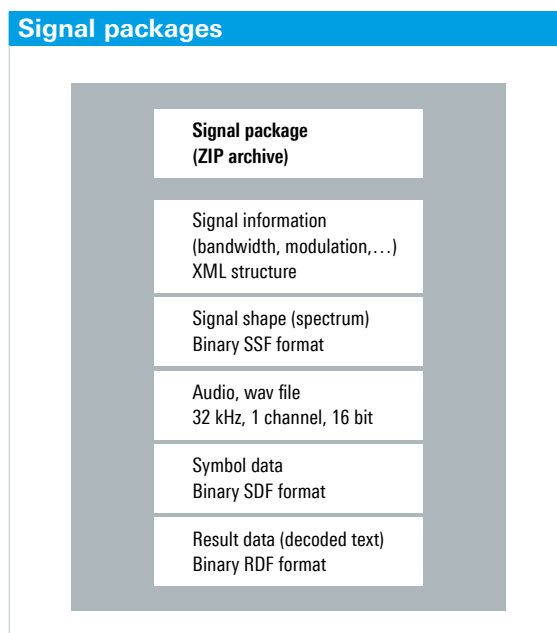 Signal packages
Signal package
(ZIP archive)
Signal information
(bandwidth, modulation,…)
XML structure
Signal shape (spectrum)
Binary SSF format
Audio, wav file
32 kHz, 1 channel, 16 bit
Symbol data
Binary SDF format
Result data (decoded text)
Binary RDF format